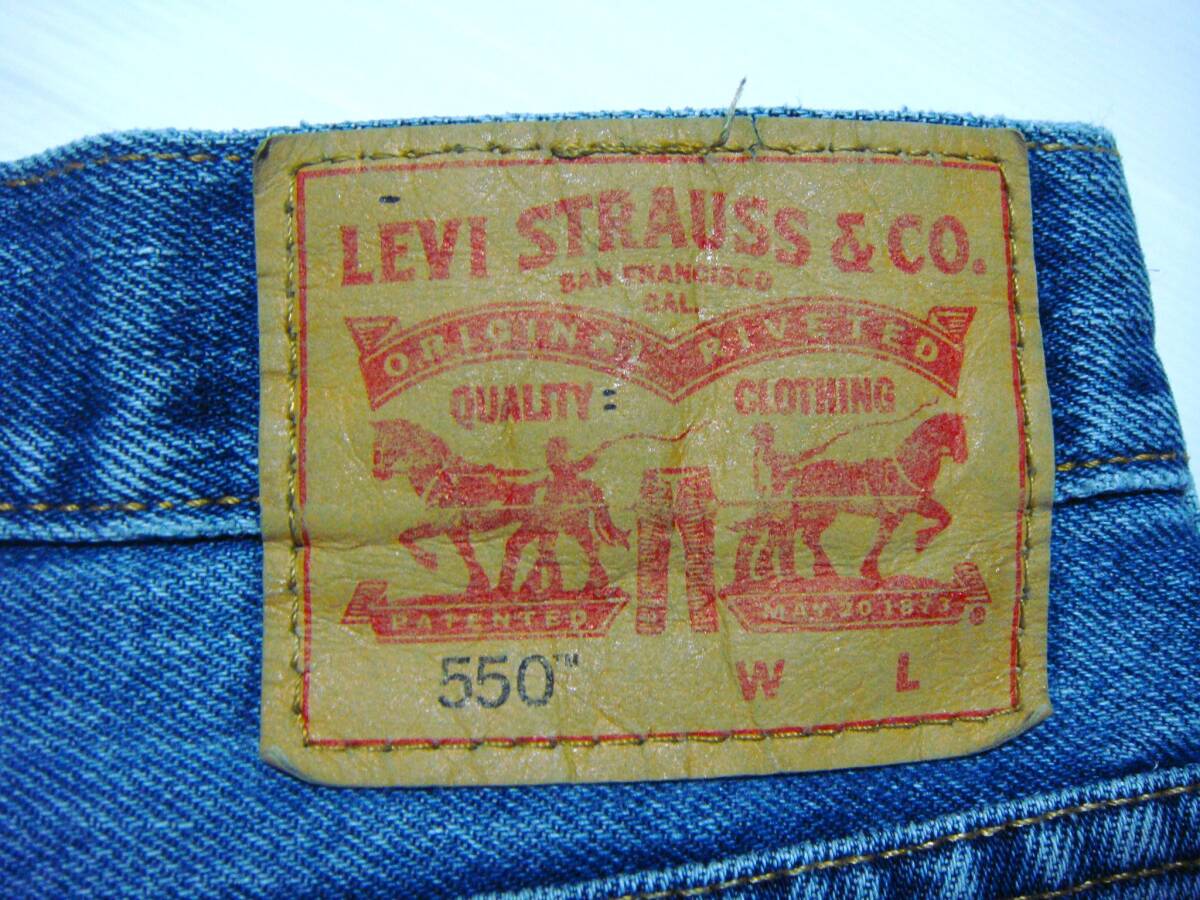 LEVI STRAUSS & CO.
SAN FRANCISCO
CAL.
ORIGINAL RIVETED
QUALITY CLOTHING
PATENTED MAY 20, 1873 ®
550™ W L